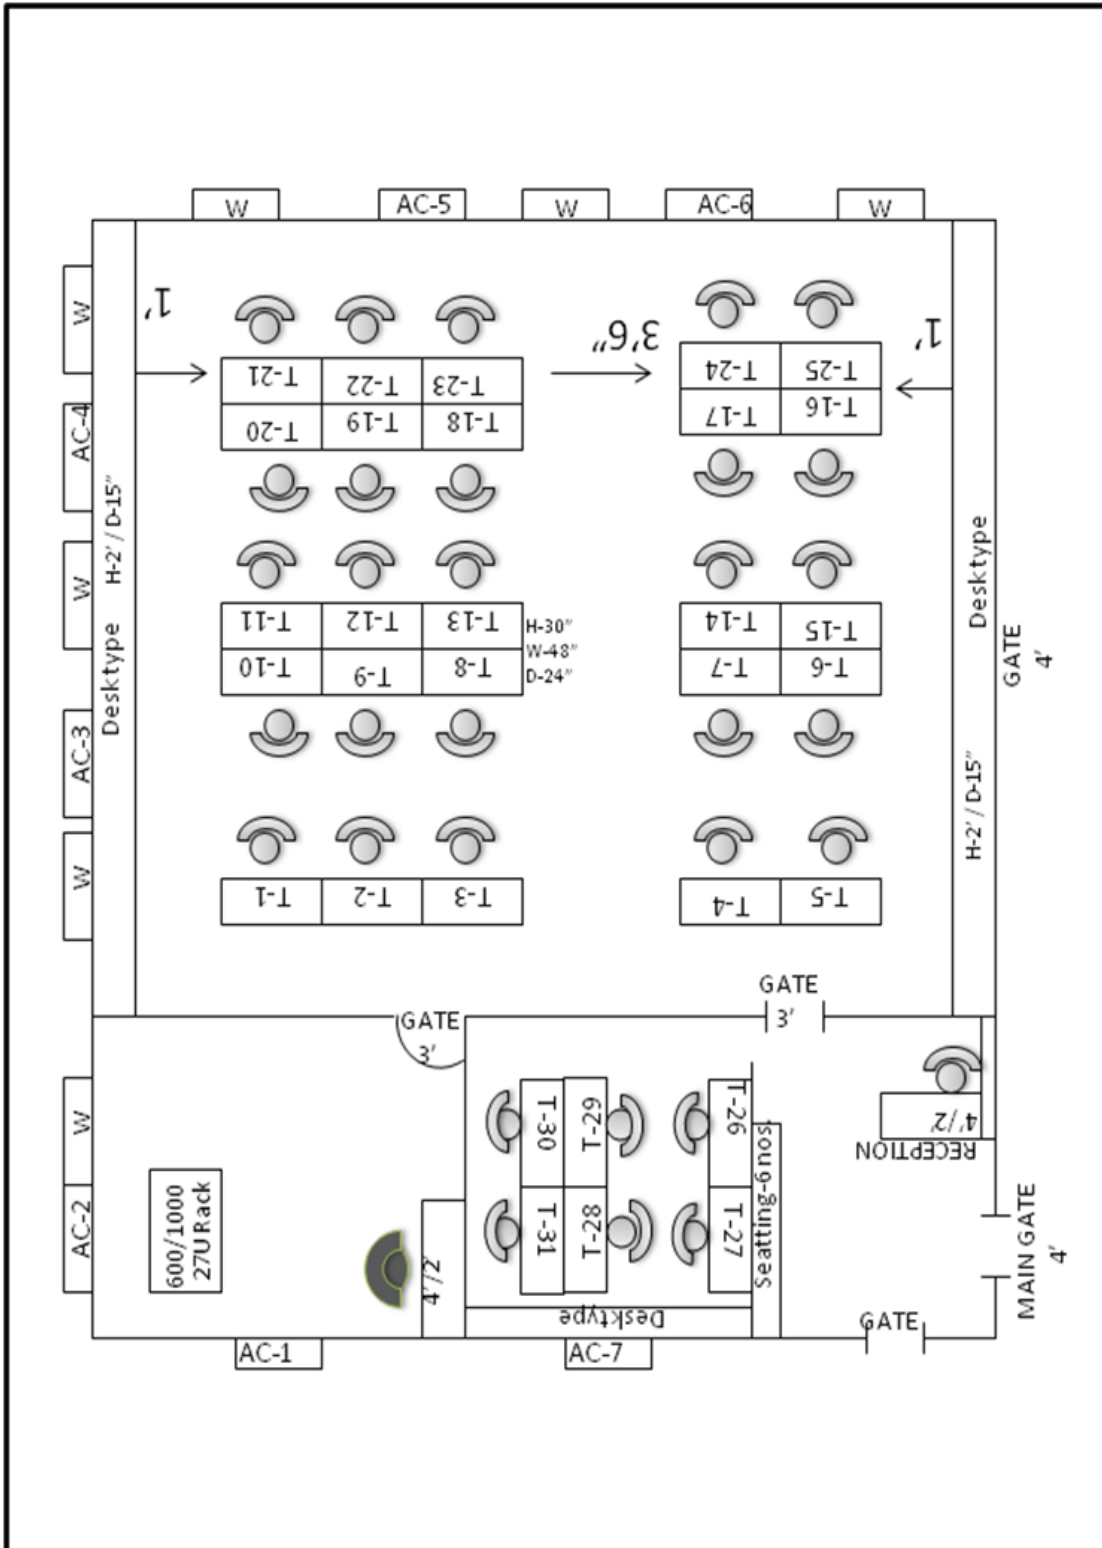 W
AC-5
W
AC-6
W
W
1'
3'6"
1'
T-21
T-22
T-23
T-24
T-25
T-20
T-19
T-18
T-17
T-16
AC-4
H-2' / D-15"
W
Desktype
Desktype
T-11
T-12
T-13
H-30"
W-48"
D-24"
T-14
T-15
T-10
T-9
T-8
T-7
T-6
GATE
4'
AC-3
H-2' / D-15"
W
T-1
T-2
T-3
T-4
T-5
GATE
3'
GATE
3'
W
T-30
T-29
T-26
4'/2'
RECEPTION
AC-2
600/1000
27U Rack
4'/2'
T-31
T-28
T-27
Seatting-6 nos.
MAIN GATE
4'
Desktype
GATE
AC-1
AC-7